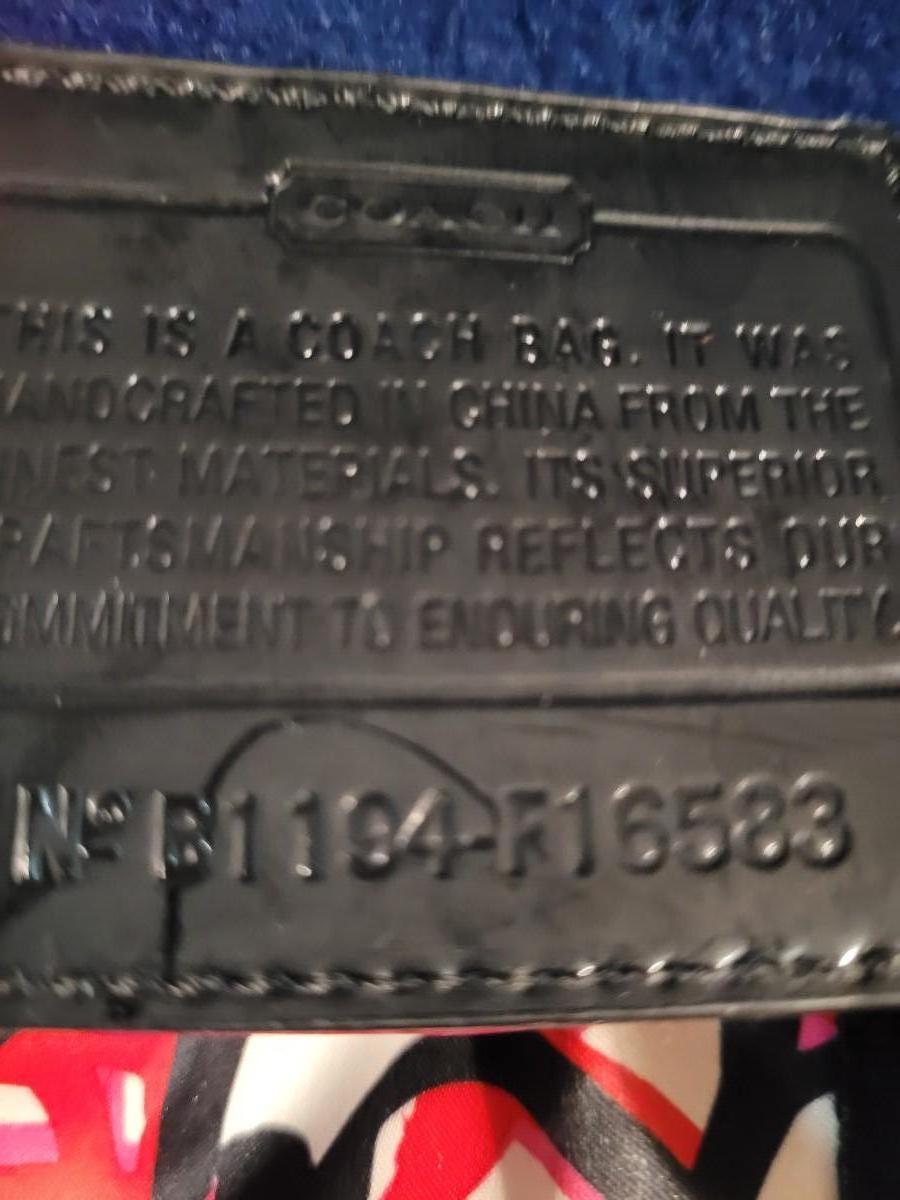 COACH
THIS IS A COACH BAG. IT WAS
HANDCRAFTED IN CHINA FROM THE
FINEST MATERIALS. ITS SUPERIOR
CRAFTSMANSHIP REFLECTS OUR
COMMITMENT TO ENDURING QUALITY.
Nº B1194-F16583